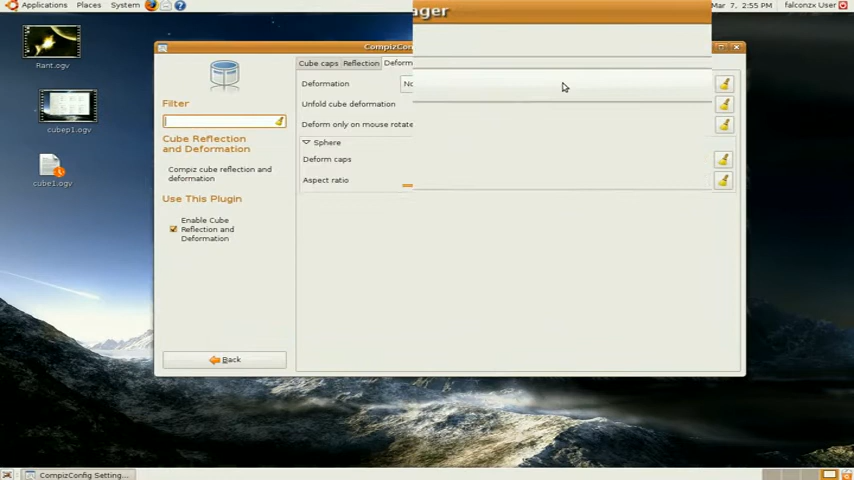 Applications Places System
Mar 7, 2:55 PM falconzx User
ager
CompizCon
Rant.ogv
cubep1.ogv
cube1.ogv
Filter
Cube Reflection
and Deformation
Compiz cube reflection and
deformation
Use This Plugin
Enable Cube
Reflection and
Deformation
Back
Cube caps Reflection Deform
Deformation No
Unfold cube deformation
Deform only on mouse rotate
Sphere
Deform caps
Aspect ratio
CompizConfig Setting...